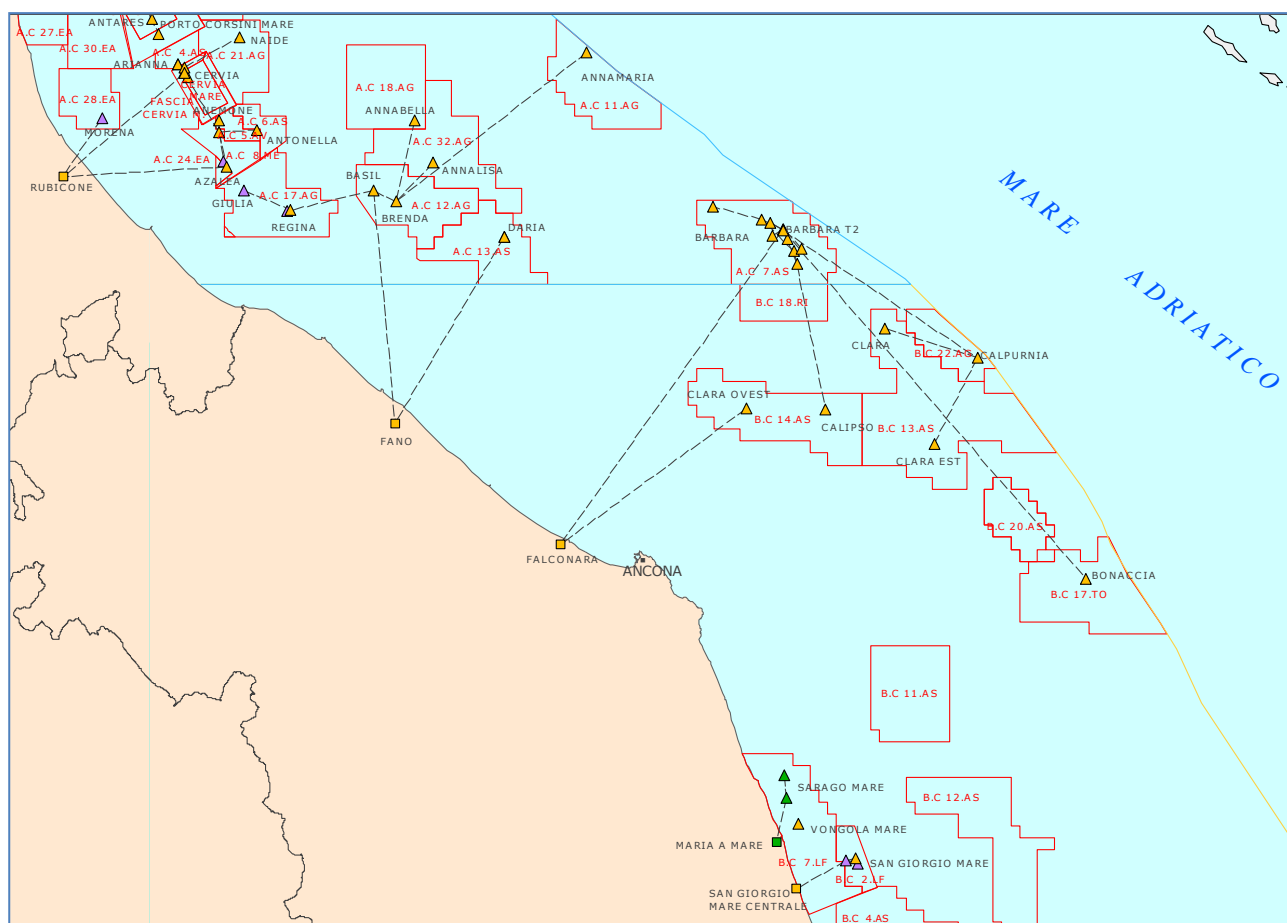 ANTARES
PORTO CORSINI MARE
A.C 27.EA
NAIDE
A.C 30.EA
A.C 4.AS
A.C 21.AG
ARIANNA
CERVIA
ANNAMARIA
CERVIA
MARE
A.C 18.AG
A.C 28.EA
FASCIA
CERVIA M
A.C 11.AG
ANEMONE
ANNABELLA
A.C 6.AS
MORENA
A.C 5.AV
ANTONELLA
A.C 32.AG
A.C 24.EA
A.C 8.ME
ANNALISA
RUBICONE
AZALEA
BASIL
GIULIA
A.C 17.AG
A.C 12.AG
BRENDA
REGINA
DARIA
BARBARA
BARBARA T2
A.C 13.AS
A.C 7.AS
B.C 18.RI
MARE
ADRIATICO
CLARA
B.C 22.AG
CALPURNIA
CLARA OVEST
B.C 14.AS
CALIPSO
B.C 13.AS
FANO
CLARA EST
B.C 20.AS
FALCONARA
ANCONA
BONACCIA
B.C 17.TO
B.C 11.AS
SARAGO MARE
B.C 12.AS
VONGOLA MARE
MARIA A MARE
B.C 7.LF
SAN GIORGIO MARE
B.C 2.LF
SAN GIORGIO
MARE CENTRALE
B.C 4.AS